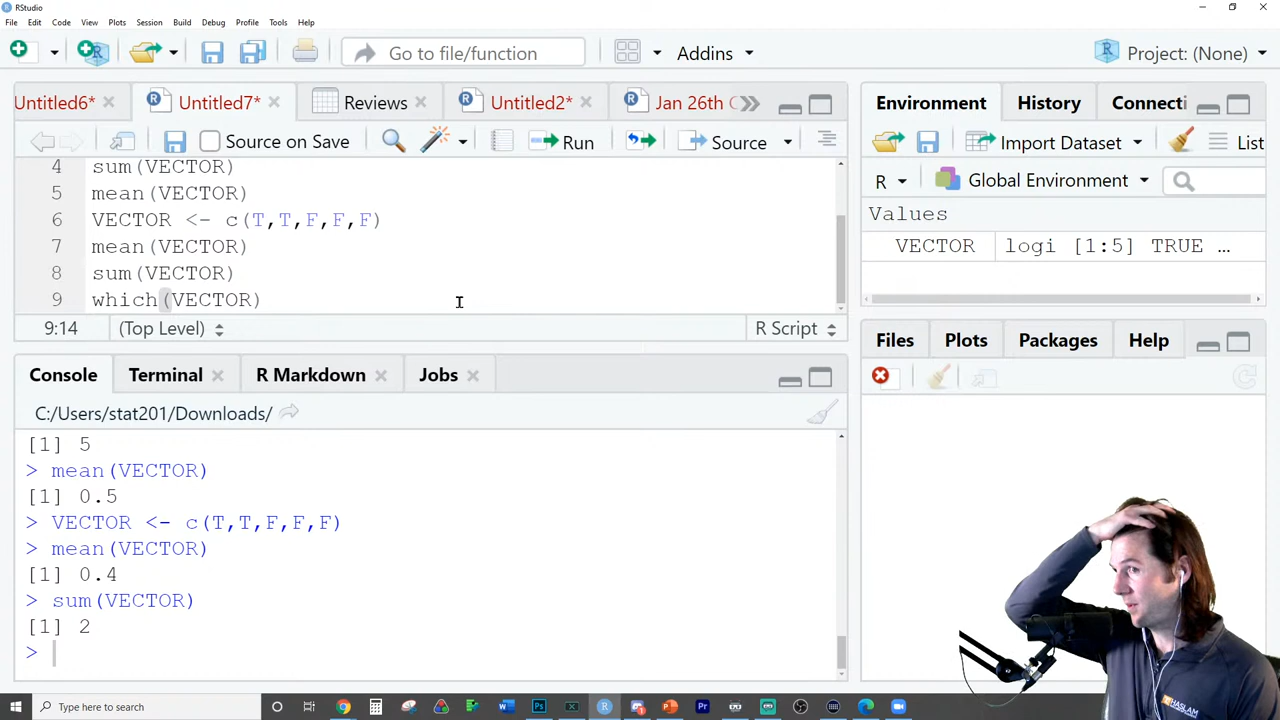 RStudio
File Edit Code View Plots Session Build Debug Profile Tools Help
Go to file/function
Addins
Project: (None)
Untitled6*
Untitled7*
Reviews
Untitled2*
Jan 26th
Source on Save
Run
Source
4 sum(VECTOR)
5 mean(VECTOR)
6 VECTOR <- c(T,T,F,F,F)
7 mean(VECTOR)
8 sum(VECTOR)
9 which(VECTOR)
9:14 (Top Level) R Script
Console Terminal R Markdown Jobs
C:/Users/stat201/Downloads/
[1] 5
> mean(VECTOR)
[1] 0.5
> VECTOR <- c(T,T,F,F,F)
> mean(VECTOR)
[1] 0.4
> sum(VECTOR)
[1] 2
>
Environment History Connecti
Import Dataset List
R Global Environment
Values
VECTOR logi [1:5] TRUE …
Files Plots Packages Help
HASLAM
Type here to search